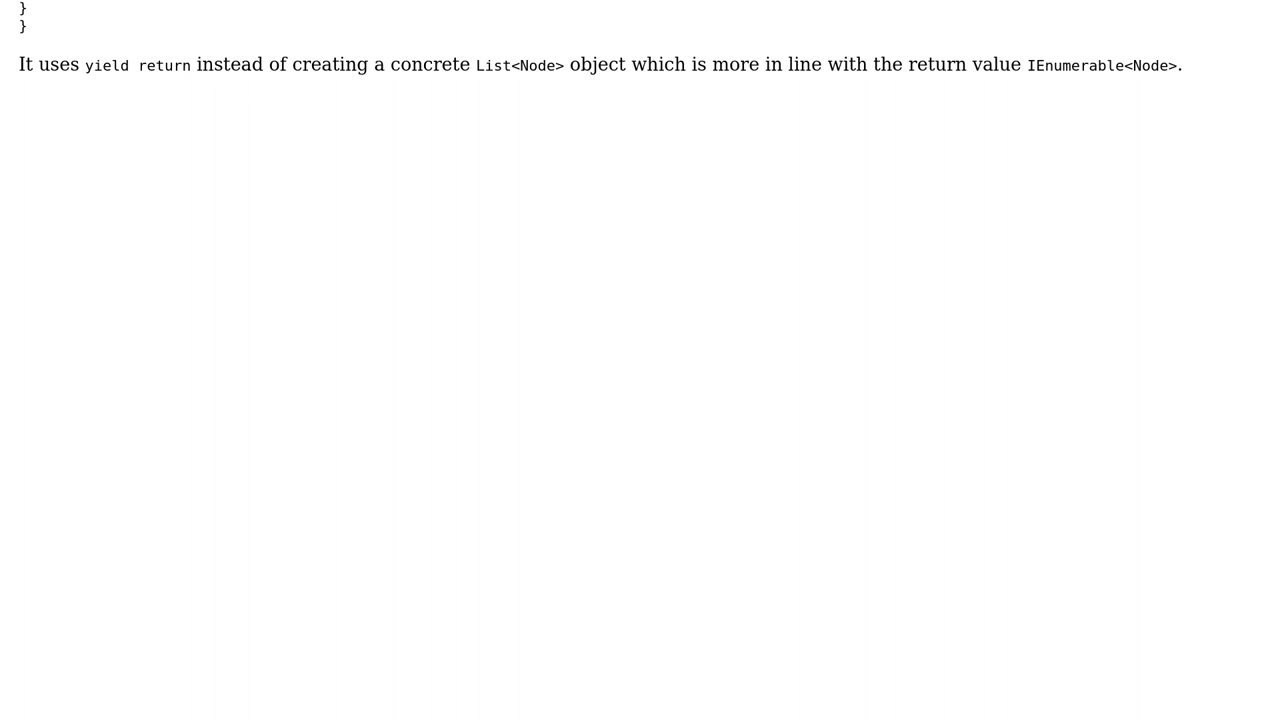 }
}
It uses yield return instead of creating a concrete List<Node> object which is more in line with the return value IEnumerable<Node>.